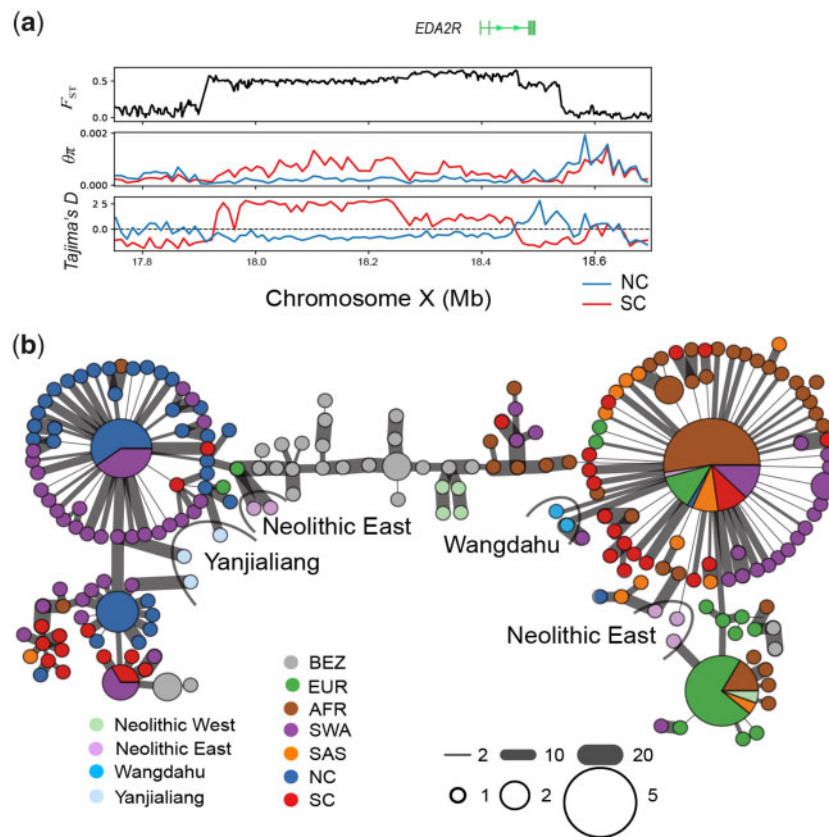 (a)
EDA2R
FST
0.5
0.0
θπ
0.002
0.000
Tajima's D
2.5
0.0
17.8 18.0 18.2 18.4 18.6
Chromosome X (Mb)
NC
SC
(b)
Neolithic East
Yanjialiang
Wangdahu
Neolithic East
Neolithic West
Neolithic East
Wangdahu
Yanjialiang
BEZ
EUR
AFR
SWA
SAS
NC
SC
2 10 20
1 2 5